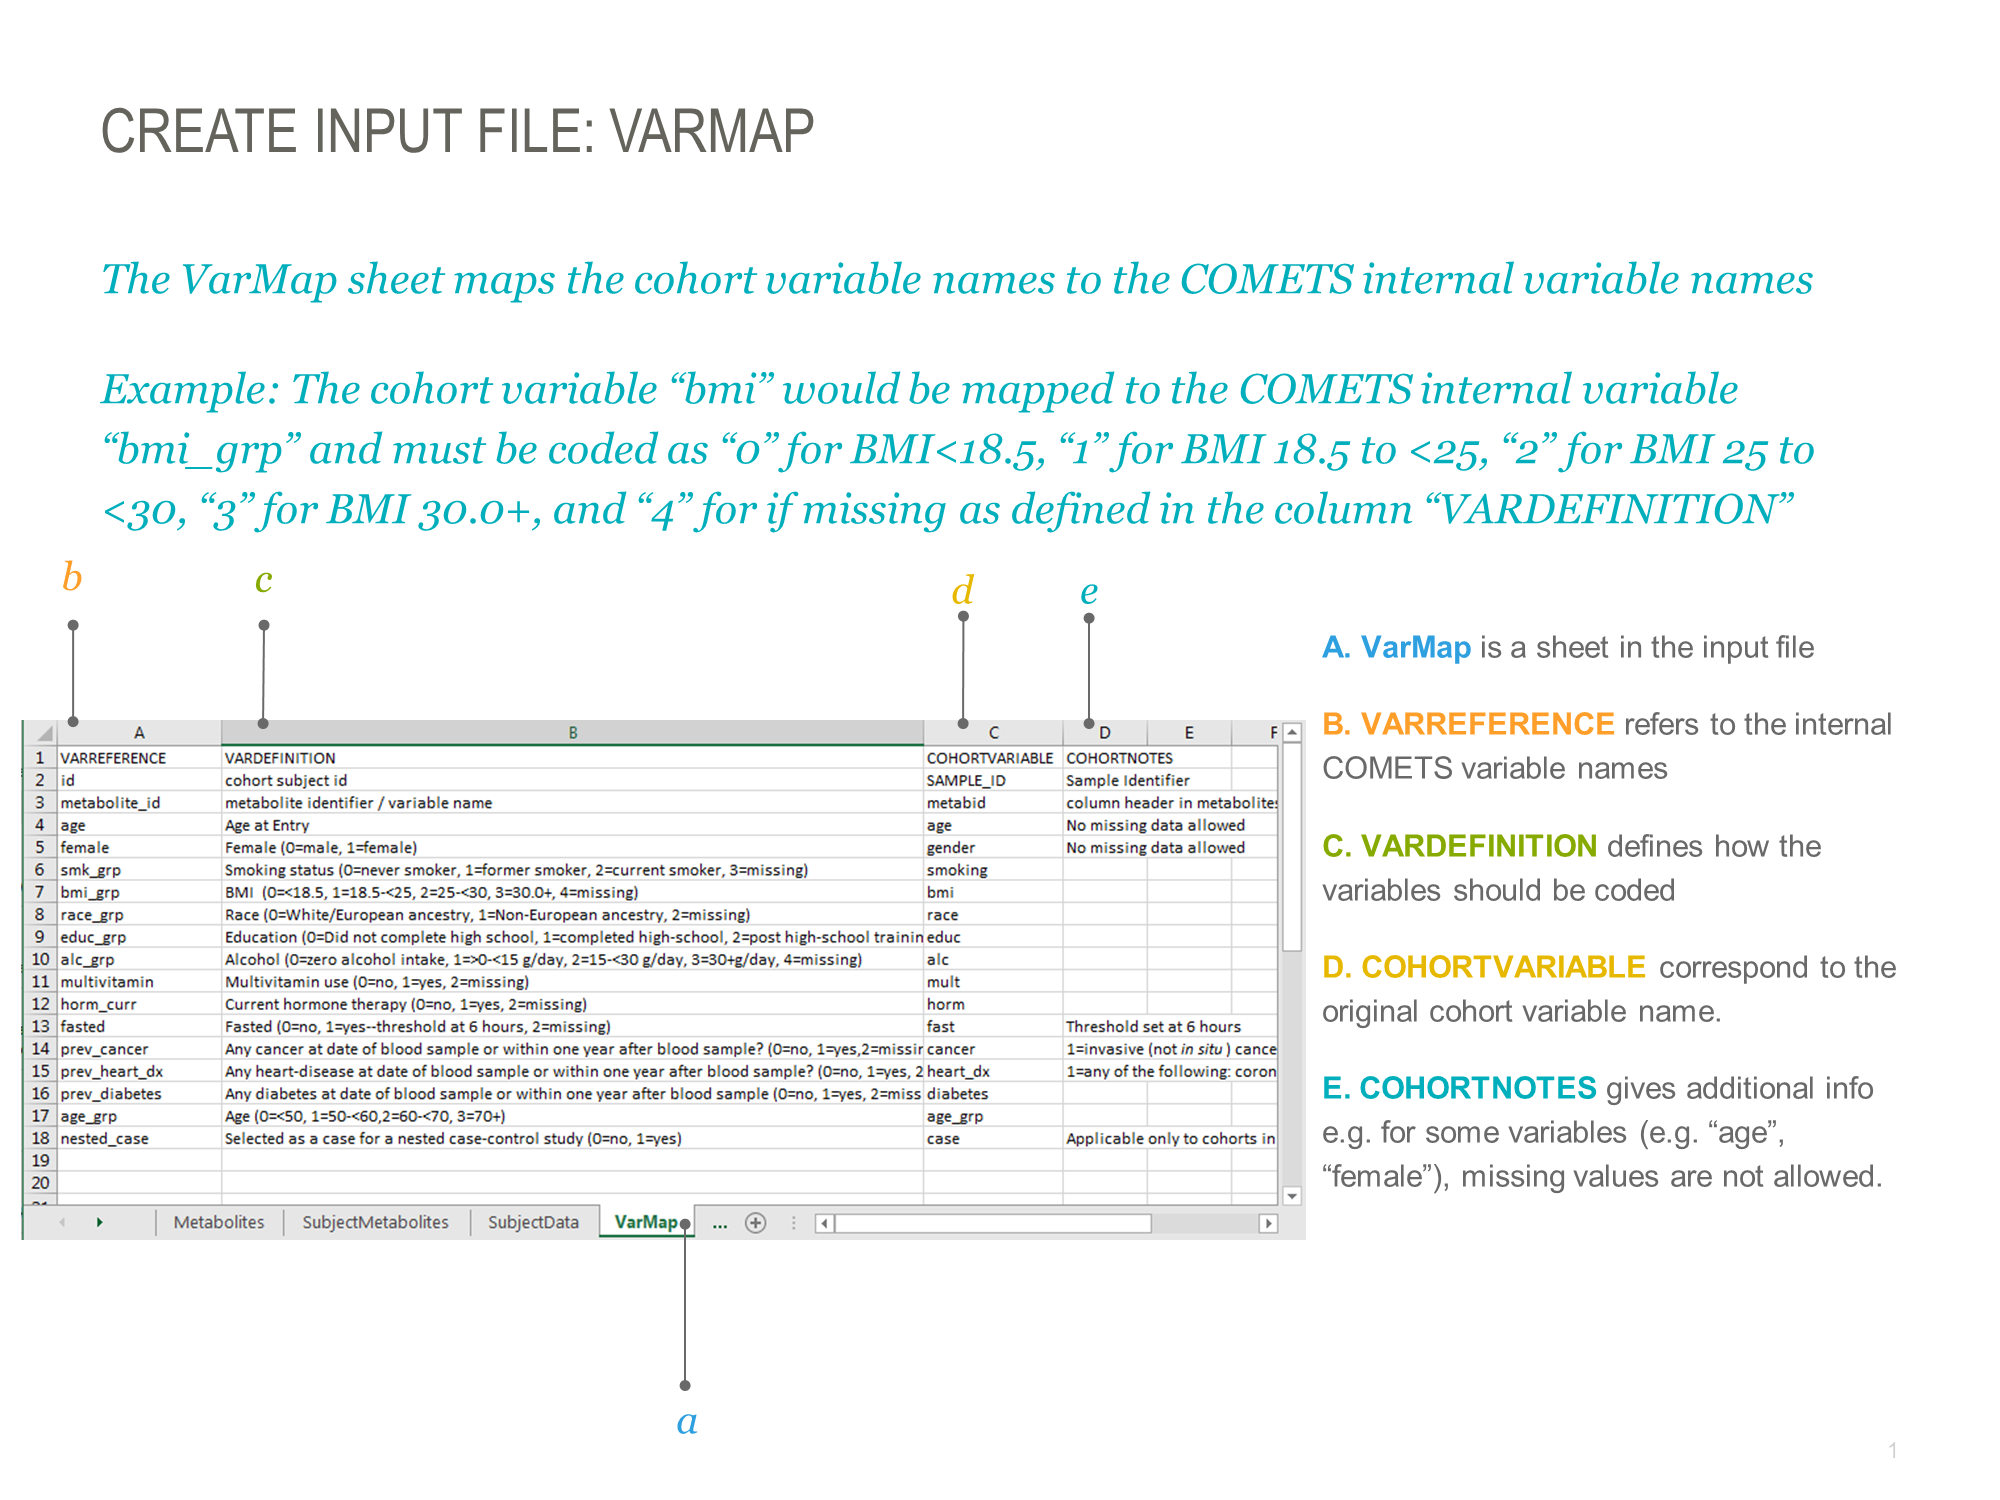 CREATE INPUT FILE: VARMAP
The VarMap sheet maps the cohort variable names to the COMETS internal variable names
Example: The cohort variable “bmi” would be mapped to the COMETS internal variable
“bmi_grp” and must be coded as “0” for BMI<18.5, “1” for BMI 18.5 to <25, “2” for BMI 25 to
<30, “3” for BMI 30.0+, and “4” for if missing as defined in the column “VARDEFINITION”
b c d e
A B C D E F
1 VARREFERENCE VARDEFINITION COHORTVARIABLE COHORTNOTES
2 id cohort subject id SAMPLE_ID Sample Identifier
3 metabolite_id metabolite identifier / variable name metabid column header in metabolites
4 age Age at Entry age No missing data allowed
5 female Female (0=male, 1=female) gender No missing data allowed
6 smk_grp Smoking status (0=never smoker, 1=former smoker, 2=current smoker, 3=missing) smoking
7 bmi_grp BMI (0=<18.5, 1=18.5-<25, 2=25-<30, 3=30.0+, 4=missing) bmi
8 race_grp Race (0=White/European ancestry, 1=Non-European ancestry, 2=missing) race
9 educ_grp Education (0=Did not complete high school, 1=completed high-school, 2=post high-school trainin educ
10 alc_grp Alcohol (0=zero alcohol intake, 1=>0-<15 g/day, 2=15-<30 g/day, 3=30+g/day, 4=missing) alc
11 multivitamin Multivitamin use (0=no, 1=yes, 2=missing) mult
12 horm_curr Current hormone therapy (0=no, 1=yes, 2=missing) horm
13 fasted Fasted (0=no, 1=yes--threshold at 6 hours, 2=missing) fast Threshold set at 6 hours
14 prev_cancer Any cancer at date of blood sample or within one year after blood sample? (0=no, 1=yes,2=missir cancer 1=invasive (not in situ ) cance
15 prev_heart_dx Any heart-disease at date of blood sample or within one year after blood sample? (0=no, 1=yes, 2 heart_dx 1=any of the following: coron
16 prev_diabetes Any diabetes at date of blood sample or within one year after blood sample (0=no, 1=yes, 2=miss diabetes
17 age_grp Age (0=<50, 1=50-<60,2=60-<70, 3=70+) age_grp
18 nested_case Selected as a case for a nested case-control study (0=no, 1=yes) case Applicable only to cohorts in
19
20
Metabolites SubjectMetabolites SubjectData VarMap ...
a
A. VarMap is a sheet in the input file
B. VARREFERENCE refers to the internal
COMETS variable names
C. VARDEFINITION defines how the
variables should be coded
D. COHORTVARIABLE correspond to the
original cohort variable name.
E. COHORTNOTES gives additional info
e.g. for some variables (e.g. “age”,
“female”), missing values are not allowed.
1